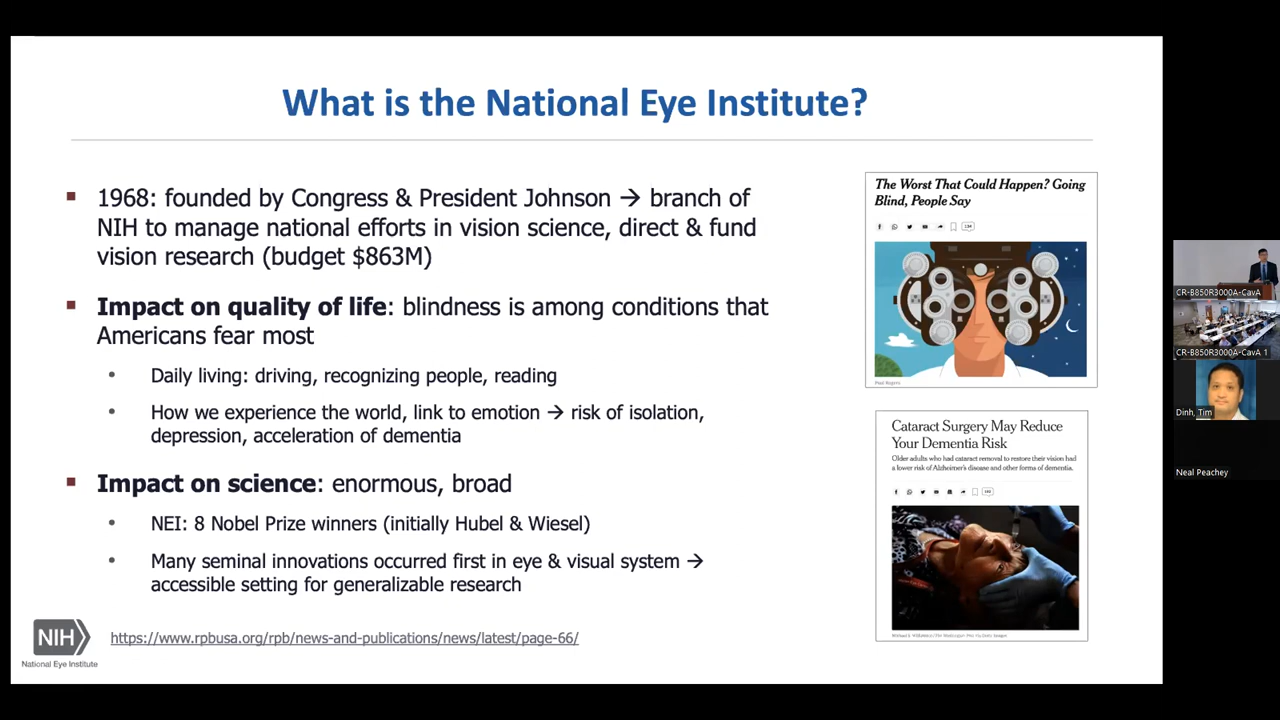 What is the National Eye Institute?
▪ 1968: founded by Congress & President Johnson → branch of
NIH to manage national efforts in vision science, direct & fund
vision research (budget $863M)
▪ Impact on quality of life: blindness is among conditions that
Americans fear most
• Daily living: driving, recognizing people, reading
• How we experience the world, link to emotion → risk of isolation,
depression, acceleration of dementia
▪ Impact on science: enormous, broad
• NEI: 8 Nobel Prize winners (initially Hubel & Wiesel)
• Many seminal innovations occurred first in eye & visual system →
accessible setting for generalizable research
NIH
National Eye Institute
https://www.rpbusa.org/rpb/news-and-publications/news/latest/page-66/
The Worst That Could Happen? Going
Blind, People Say
134
Paul Rogers
Cataract Surgery May Reduce
Your Dementia Risk
Older adults who had cataract removal to restore their vision had
a lower risk of Alzheimer's disease and other forms of dementia.
CR-B850R3000A-CavA
CR-B850R3000A-CavA 1
Dinh, Tim
Neal Peachey